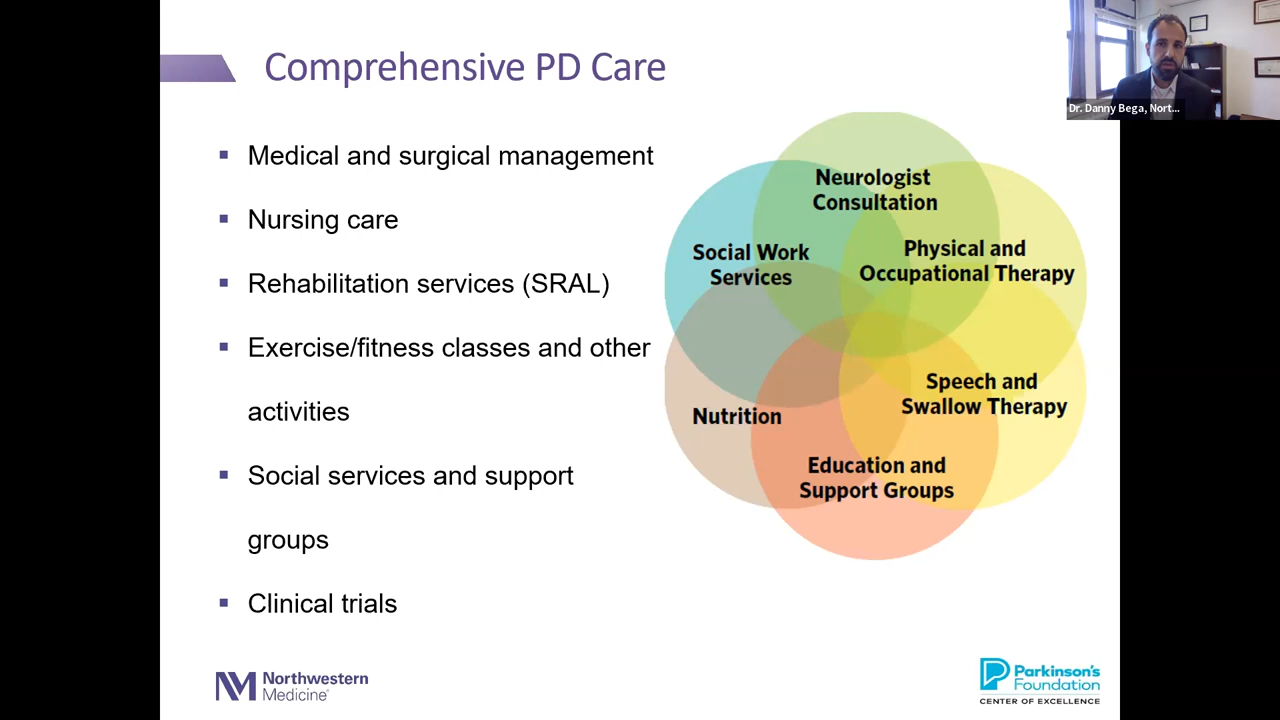 Comprehensive PD Care
Dr. Danny Bega, Nort...
Medical and surgical management
Nursing care
Rehabilitation services (SRAL)
Exercise/fitness classes and other
activities
Social services and support
groups
Clinical trials
Neurologist
Consultation
Social Work
Services
Physical and
Occupational Therapy
Speech and
Swallow Therapy
Nutrition
Education and
Support Groups
NM Northwestern
Medicine®
Parkinson's
Foundation
CENTER OF EXCELLENCE